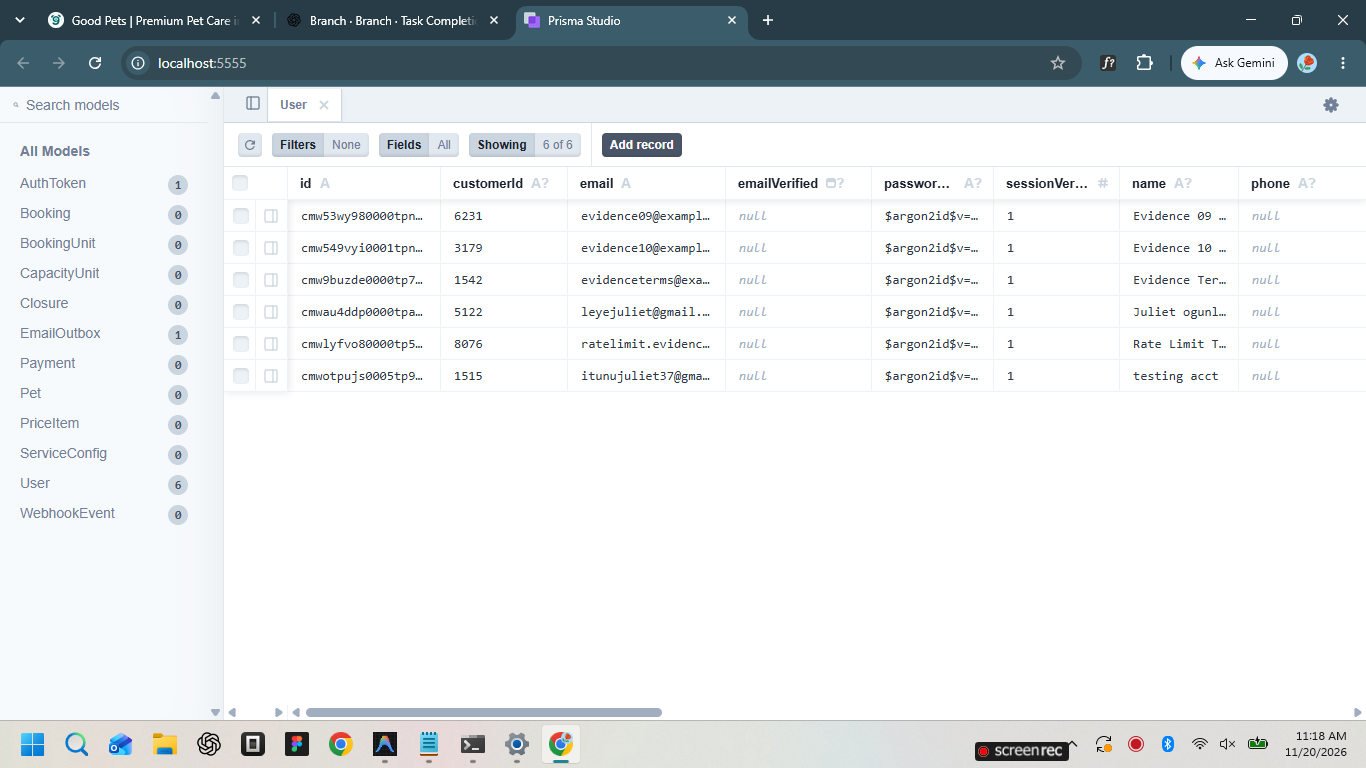 Good Pets | Premium Pet Care i
Branch · Branch · Task Completi
Prisma Studio
localhost:5555
Ask Gemini
Search models
User
Filters None Fields All Showing 6 of 6 Add record
All Models
AuthToken 1
Booking 0
BookingUnit 0
CapacityUnit 0
Closure 0
EmailOutbox 1
Payment 0
Pet 0
PriceItem 0
ServiceConfig 0
User 6
WebhookEvent 0
id A customerId A? email A emailVerified ? passwor... A? sessionVer... # name A? phone A?
cmw53wy980000tpn… 6231 evidence09@exampl… null $argon2id$v=… 1 Evidence 09 … null
cmw549vyi0001tpn… 3179 evidence10@exampl… null $argon2id$v=… 1 Evidence 10 … null
cmw9buzde0000tp7… 1542 evidenceterms@exa… null $argon2id$v=… 1 Evidence Ter… null
cmwau4ddp0000tpa… 5122 leyejuliet@gmail.… null $argon2id$v=… 1 Juliet ogunl… null
cmwlyfvo80000tp5… 8076 ratelimit.evidenc… null $argon2id$v=… 1 Rate Limit T… null
cmwotpujs0005tp9… 1515 itunujuliet37@gma… null $argon2id$v=… 1 testing acct null
screenrec
11:18 AM
11/20/2026